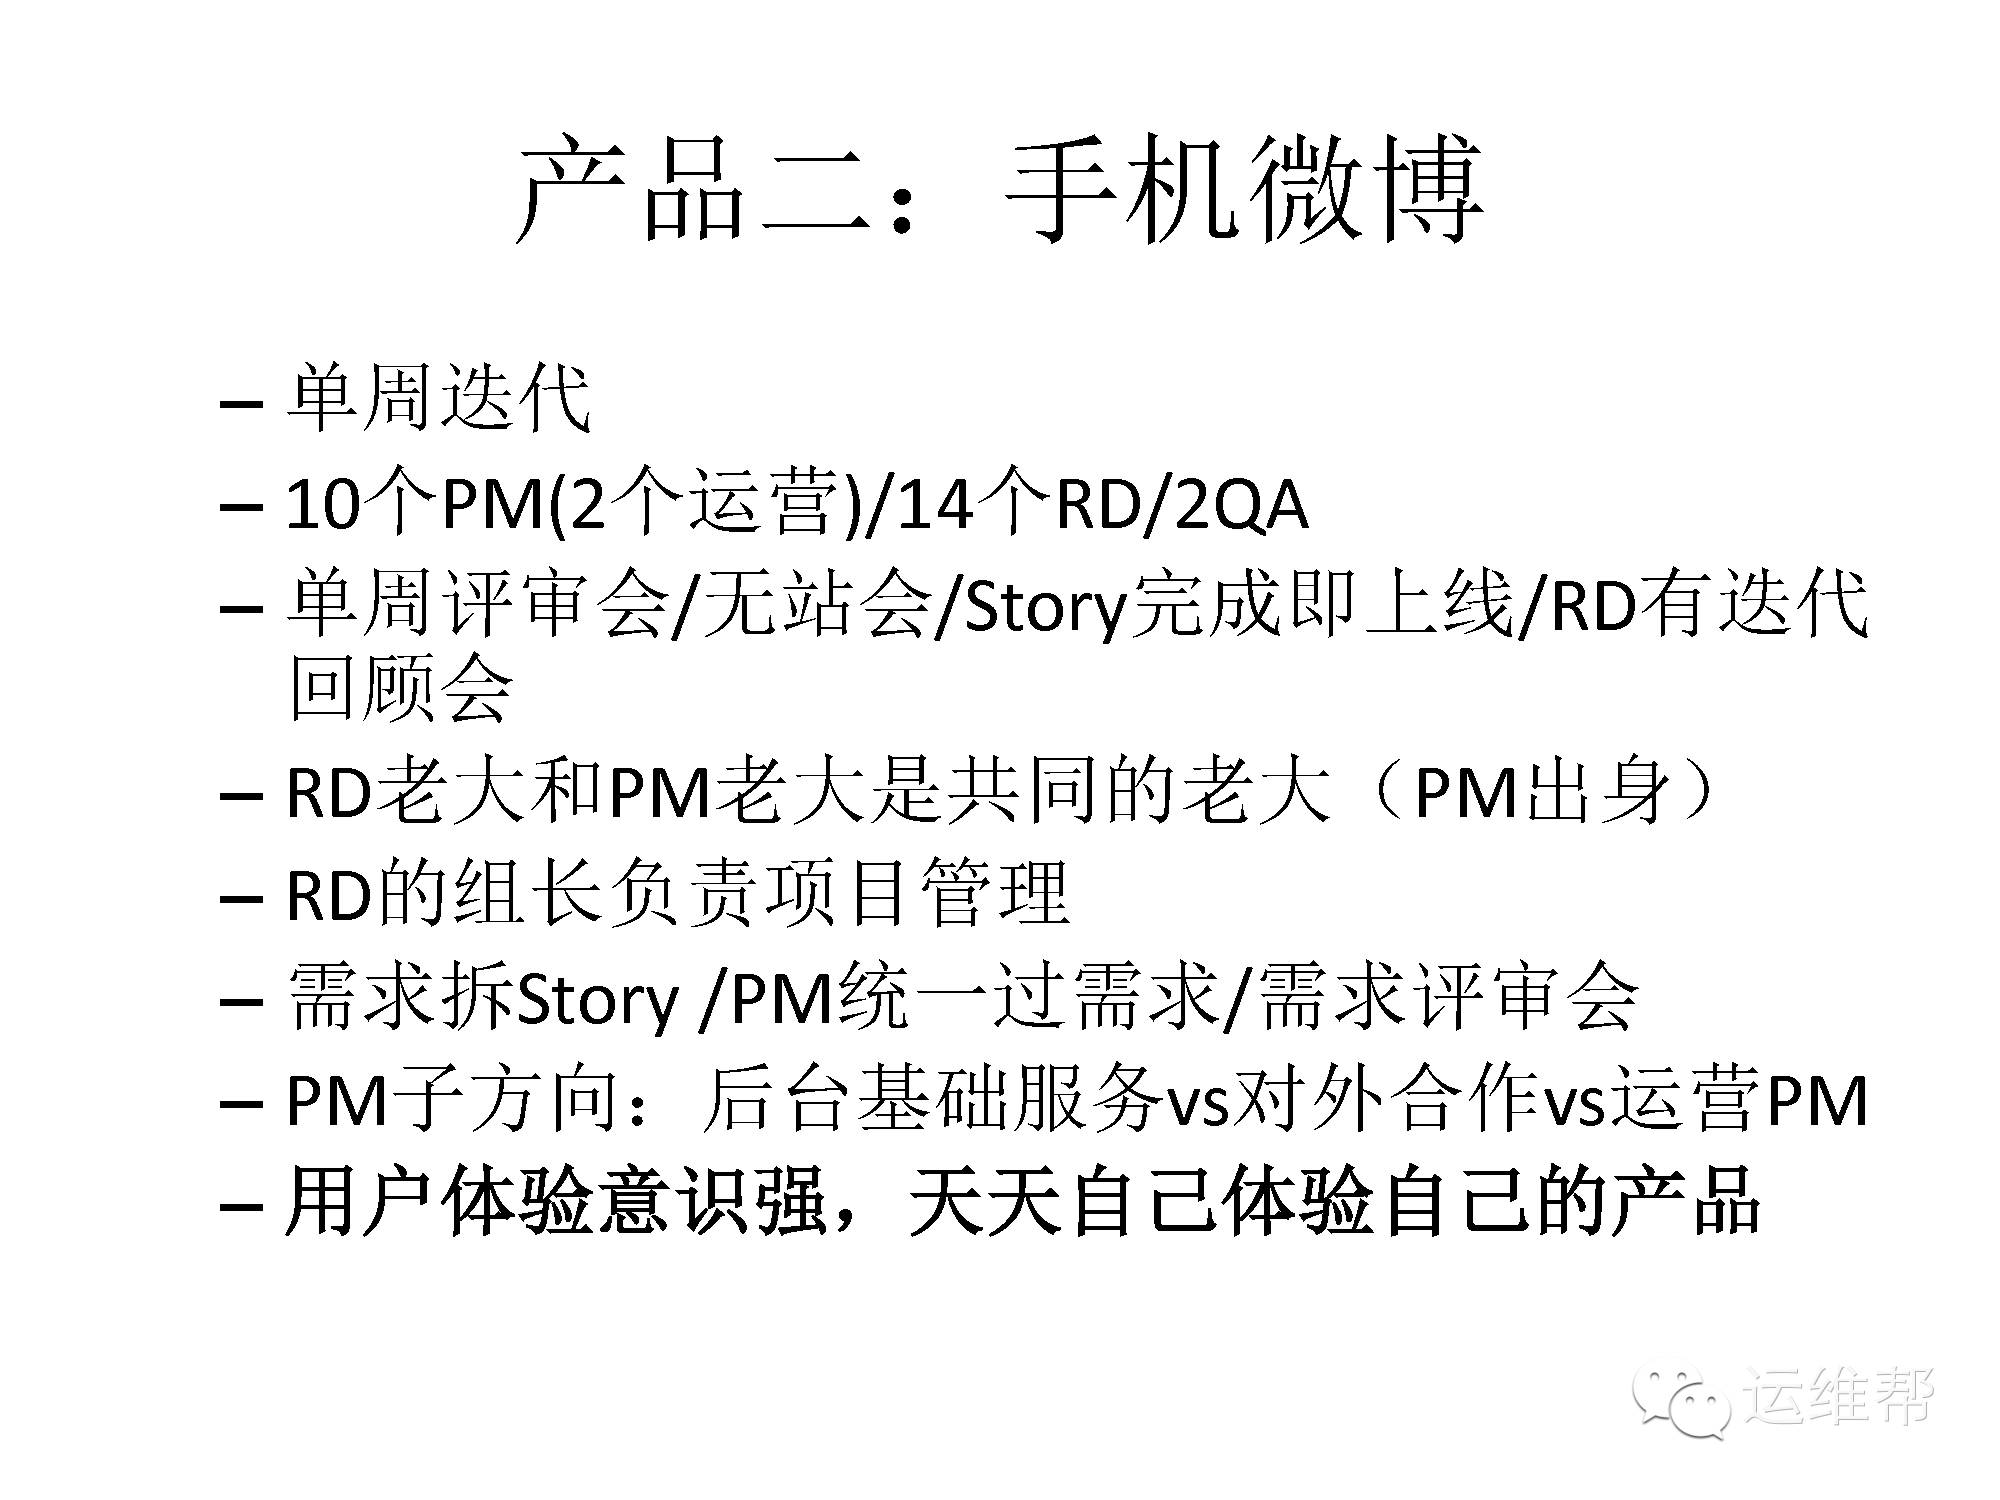 产品二：手机微博
– 单周迭代
– 10个PM(2个运营)/14个RD/2QA
– 单周评审会/无站会/Story完成即上线/RD有迭代
回顾会
– RD老大和PM老大是共同的老大（PM出身）
– RD的组长负责项目管理
– 需求拆Story /PM统一过需求/需求评审会
– PM子方向：后台基础服务vs对外合作vs运营PM
– 用户体验意识强，天天自己体验自己的产品
运维帮